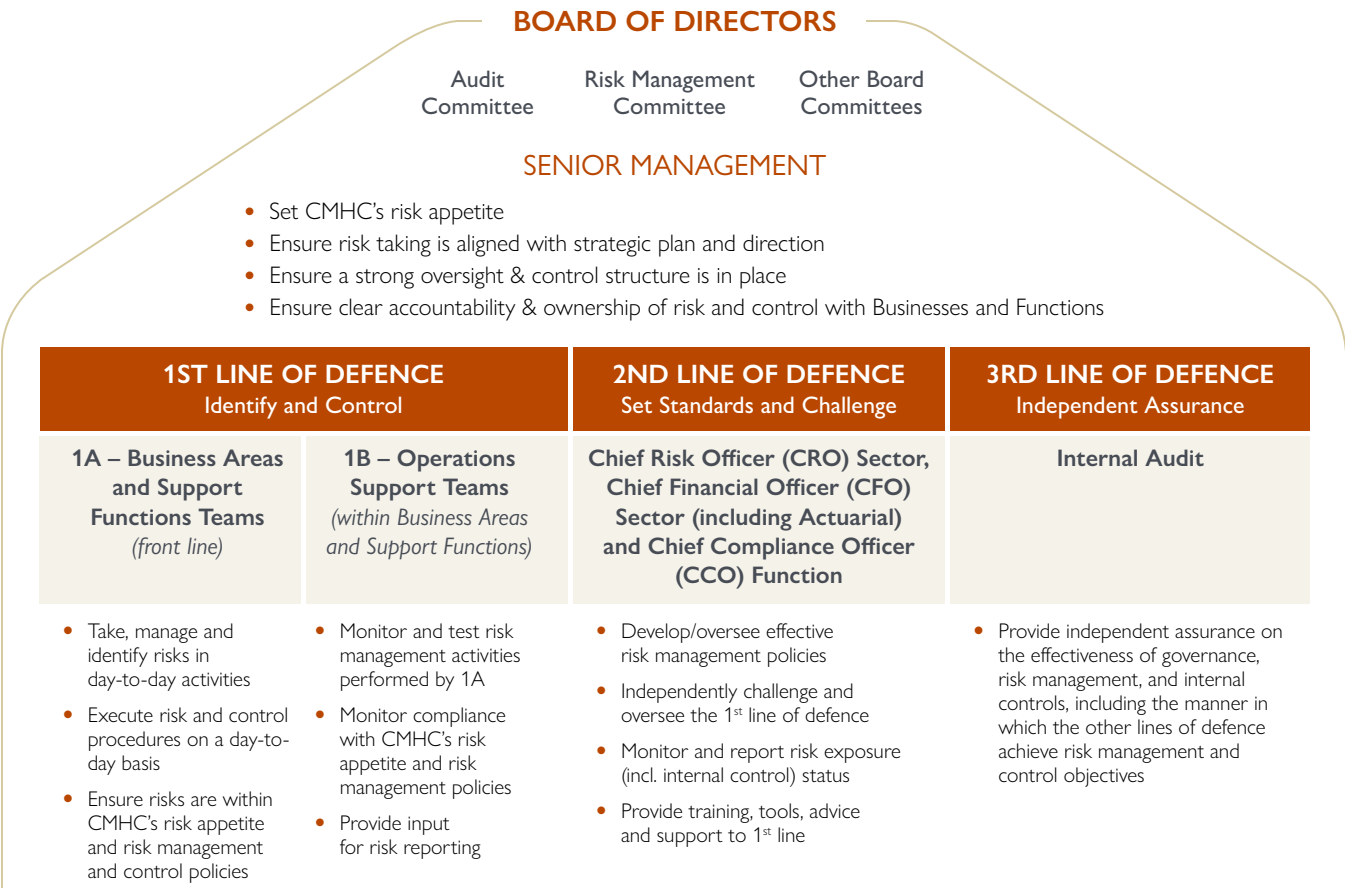 BOARD OF DIRECTORS
Audit
Committee
Risk Management
Committee
Other Board
Committees
SENIOR MANAGEMENT
• Set CMHC's risk appetite
• Ensure risk taking is aligned with strategic plan and direction
• Ensure a strong oversight & control structure is in place
• Ensure clear accountability & ownership of risk and control with Businesses and Functions
1ST LINE OF DEFENCE
Identify and Control
2ND LINE OF DEFENCE
Set Standards and Challenge
3RD LINE OF DEFENCE
Independent Assurance
1A – Business Areas
and Support
Functions Teams
(front line)
1B – Operations
Support Teams
(within Business Areas
and Support Functions)
Chief Risk Officer (CRO) Sector,
Chief Financial Officer (CFO)
Sector (including Actuarial)
and Chief Compliance Officer
(CCO) Function
Internal Audit
• Take, manage and
identify risks in
day-to-day activities
• Execute risk and control
procedures on a day-to-
day basis
• Ensure risks are within
CMHC's risk appetite
and risk management
and control policies
• Monitor and test risk
management activities
performed by 1A
• Monitor compliance
with CMHC's risk
appetite and risk
management policies
• Provide input
for risk reporting
• Develop/oversee effective
risk management policies
• Independently challenge and
oversee the 1st line of defence
• Monitor and report risk exposure
(incl. internal control) status
• Provide training, tools, advice
and support to 1st line
• Provide independent assurance on
the effectiveness of governance,
risk management, and internal
controls, including the manner in
which the other lines of defence
achieve risk management and
control objectives